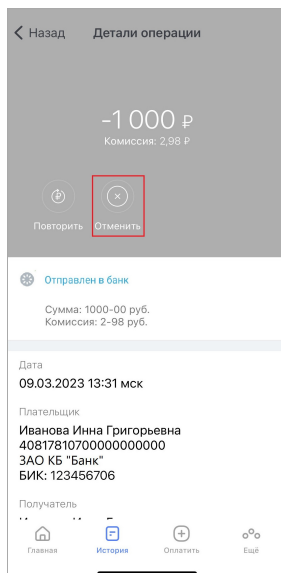 Назад Детали операции
-1 000 ₽
Комиссия: 2,98 ₽
Повторить Отменить
Отправлен в банк
Сумма: 1000-00 руб.
Комиссия: 2-98 руб.
Дата
09.03.2023 13:31 мск
Плательщик
Иванова Инна Григорьевна
40817810700000000000
ЗАО КБ "Банк"
БИК: 123456706
Получатель
Главная История Оплатить Ещё